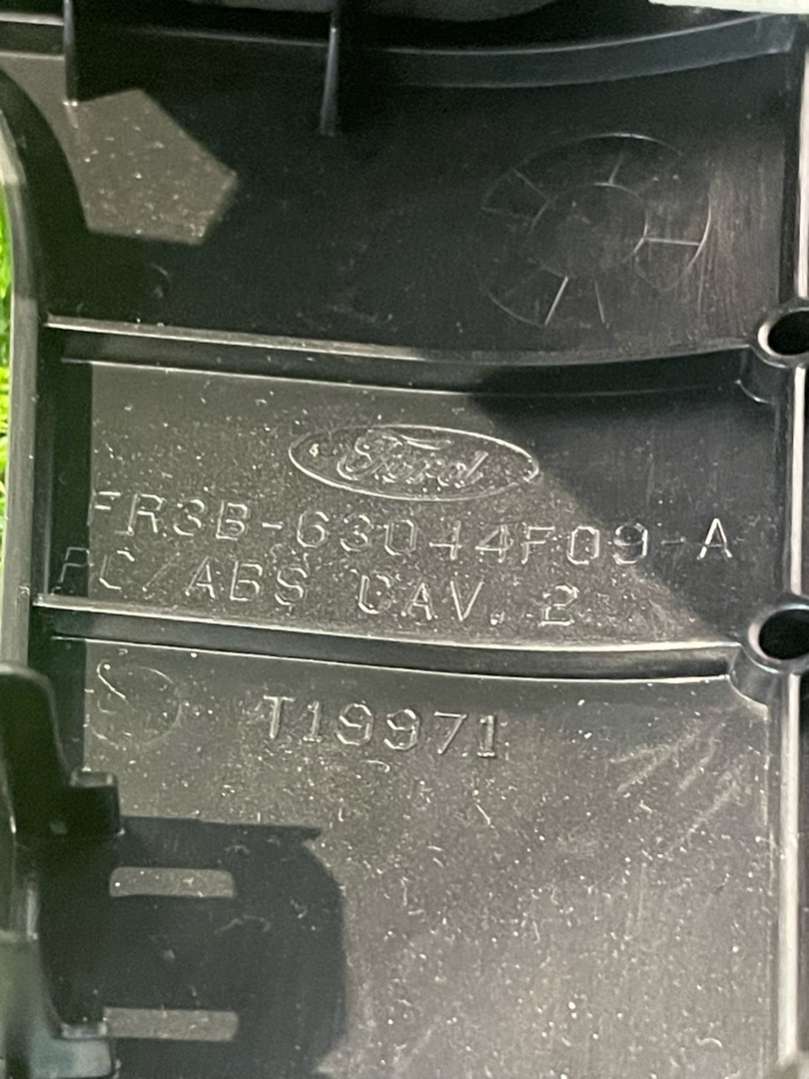 Ford
FR3B-63044F09-A
PC/ABS CAV. 2
T19971